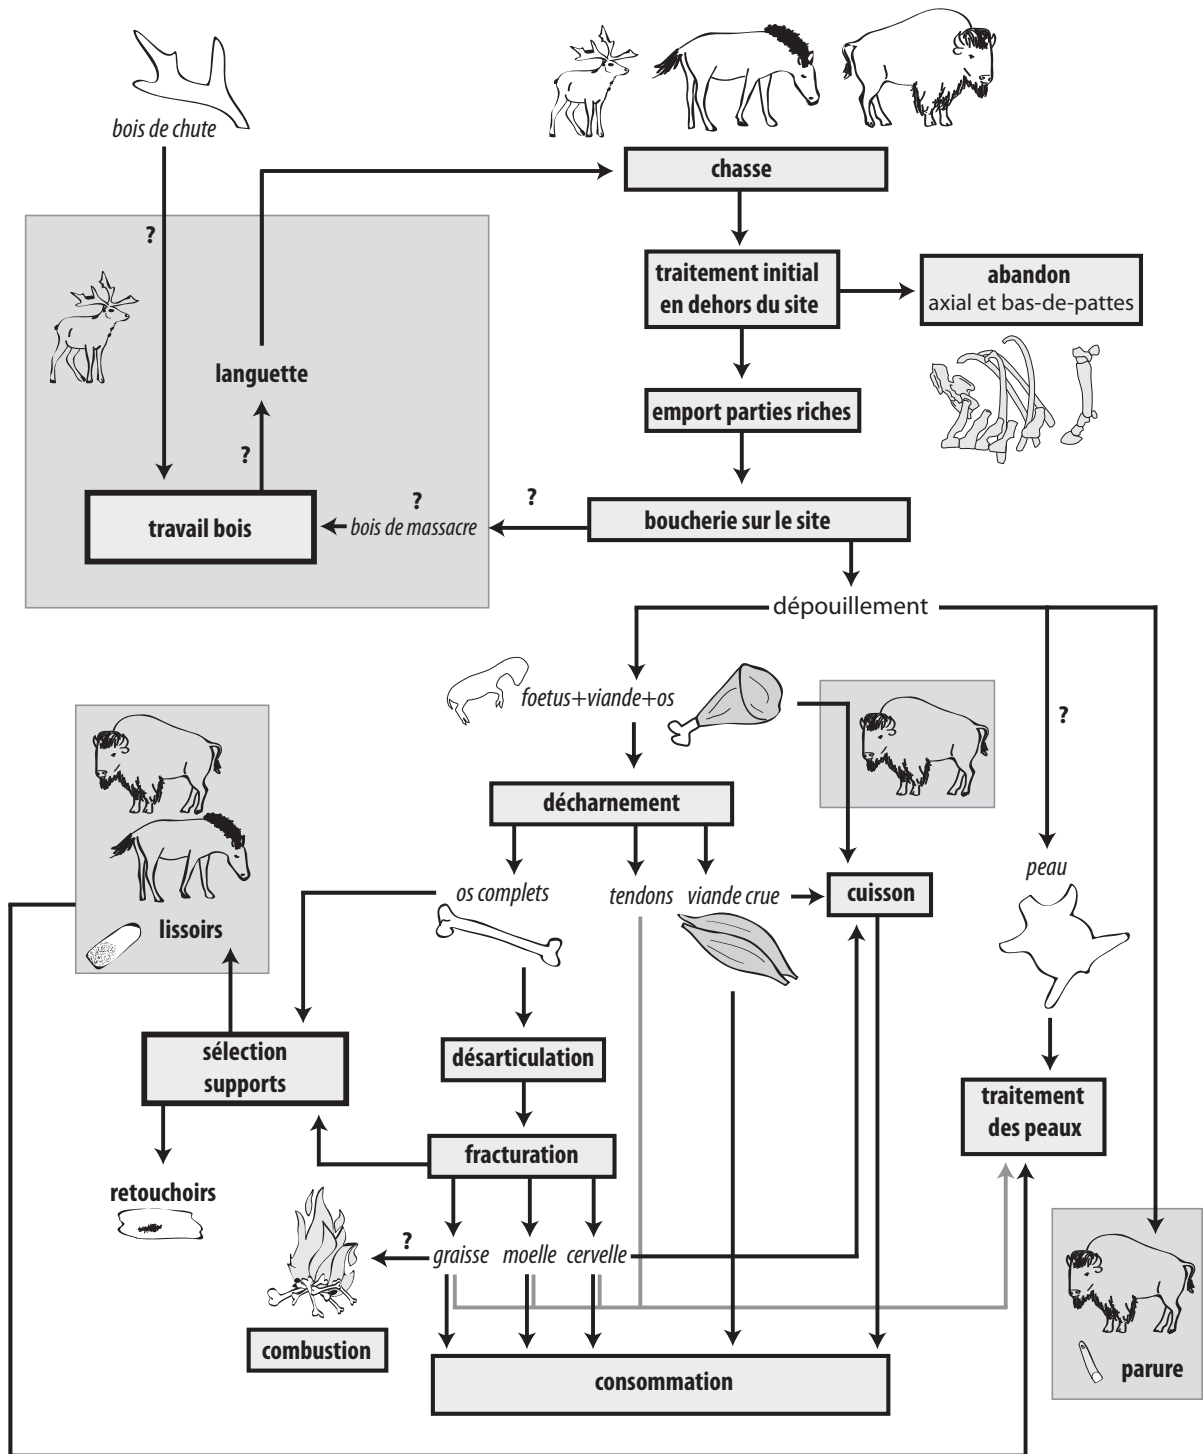 bois de chute
chasse
?
traitement initial
en dehors du site
abandon
axial et bas-de-pattes
languette
emport parties riches
?
travail bois
?
bois de massacre
?
boucherie sur le site
dépouillement
foetus+viande+os
?
décharnement
os complets
tendons
viande crue
cuisson
peau
lissoirs
sélection
supports
désarticulation
traitement
des peaux
fracturation
retouchoirs
?
graisse
moelle
cervelle
combustion
consommation
parure